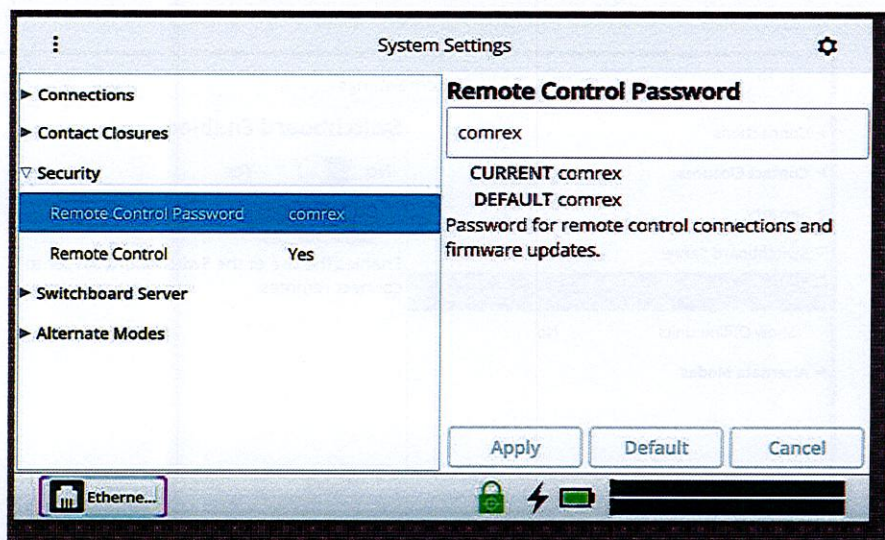 System Settings
Connections
Contact Closures
Security
Remote Control Password comrex
Remote Control Yes
Switchboard Server
Alternate Modes
Remote Control Password
comrex
CURRENT comrex
DEFAULT comrex
Password for remote control connections and
firmware updates.
Apply Default Cancel
Etherne...